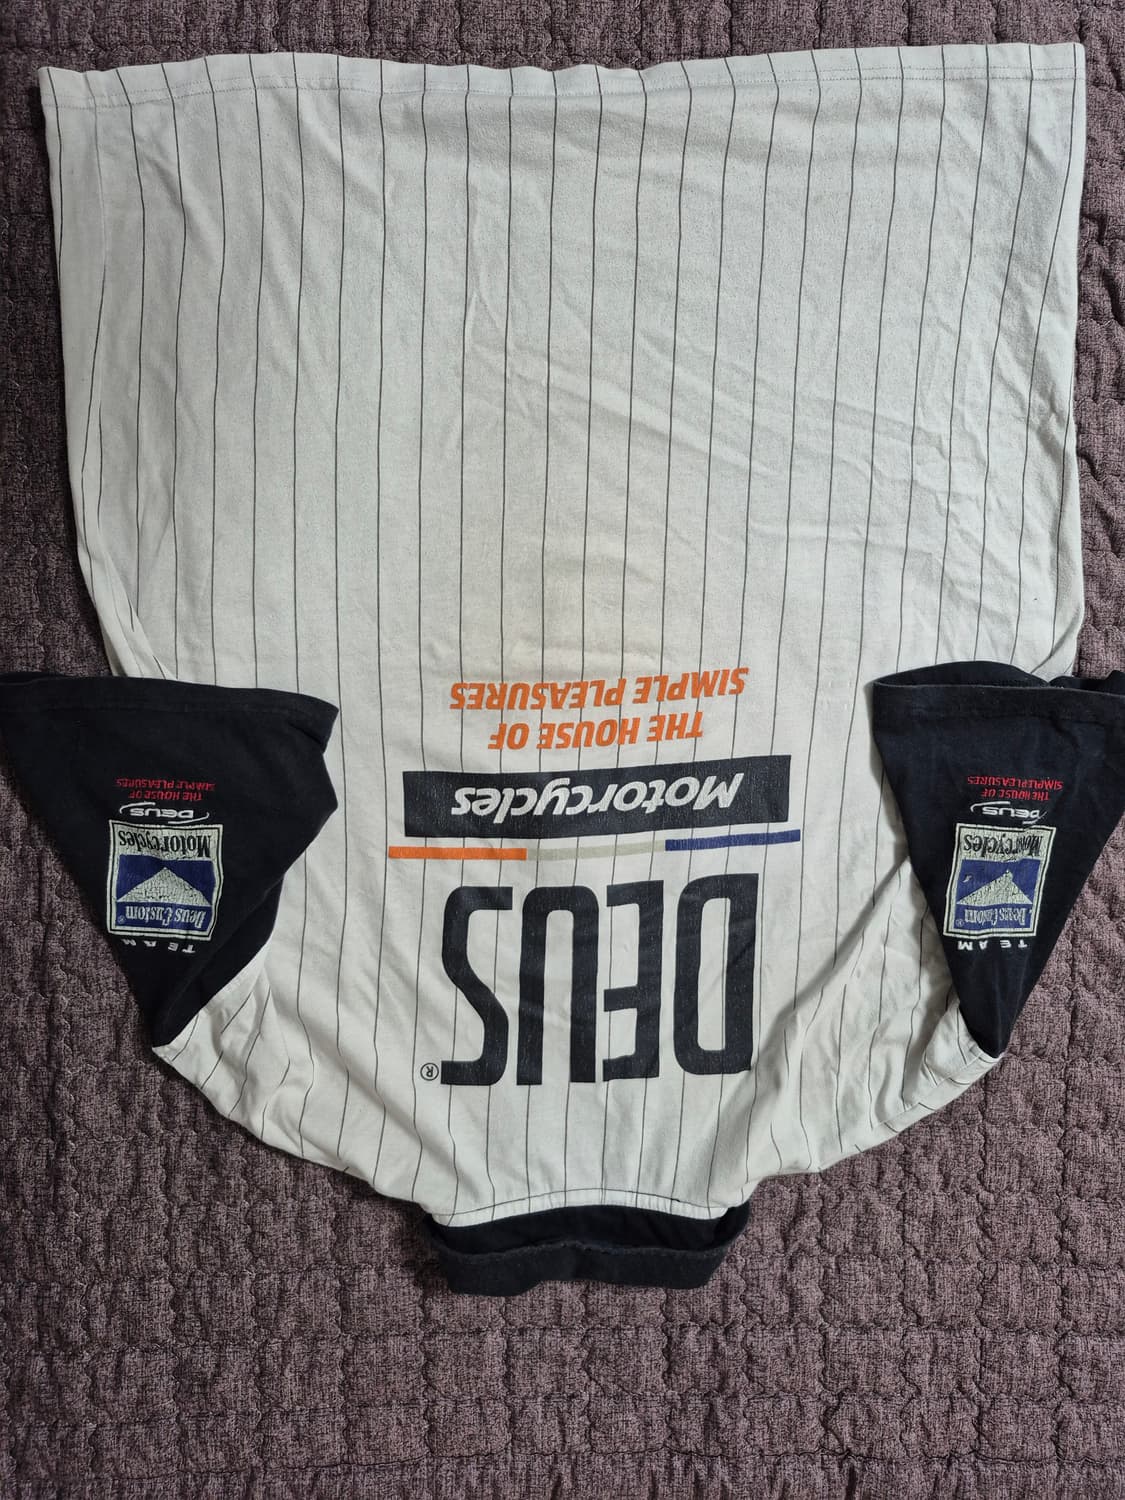 DEUS®
Motorcycles
THE HOUSE OF
SIMPLE PLEASURES
TEAM
Deus Custom®
Motorcycles
DEUS
THE HOUSE OF
SIMPLE PLEASURES
TEAM
Deus Custom®
Motorcycles
DEUS
THE HOUSE OF
SIMPLE PLEASURES